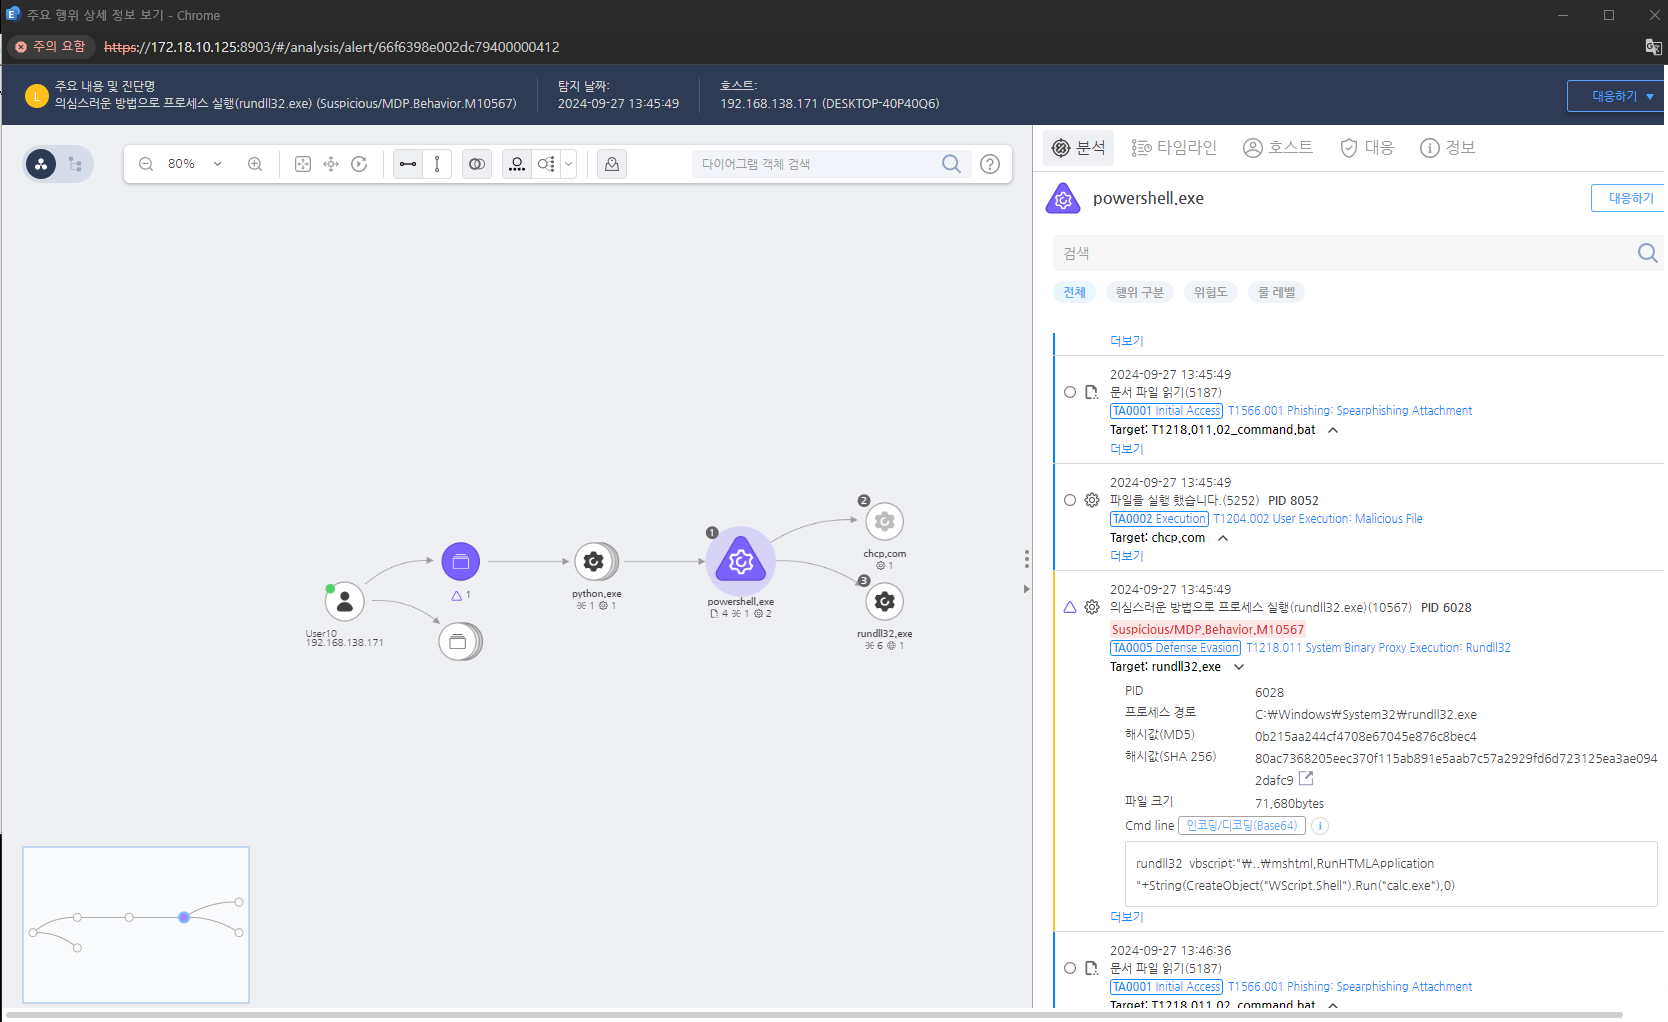 주요 행위 상세 정보 보기 - Chrome
주의 요함
https://172.18.10.125:8903/#/analysis/alert/66f6398e002dc79400000412
L
주요 내용 및 진단명
의심스러운 방법으로 프로세스 실행(rundll32.exe) (Suspicious/MDP.Behavior.M10567)
탐지 날짜:
2024-09-27 13:45:49
호스트:
192.168.138.171 (DESKTOP-40P40Q6)
대응하기
80%
다이어그램 객체 검색
User10
192.168.138.171
1
python.exe
1 1
1
powershell.exe
4 1 2
2
chcp.com
1
3
rundll32.exe
6 1
분석
타임라인
호스트
대응
정보
powershell.exe
대응하기
검색
전체
행위 구분
위험도
룰 레벨
더보기
2024-09-27 13:45:49
문서 파일 읽기(5187)
TA0001 Initial Access T1566.001 Phishing: Spearphishing Attachment
Target: T1218.011.02_command.bat
더보기
2024-09-27 13:45:49
파일을 실행 했습니다.(5252) PID 8052
TA0002 Execution T1204.002 User Execution: Malicious File
Target: chcp.com
더보기
2024-09-27 13:45:49
의심스러운 방법으로 프로세스 실행(rundll32.exe)(10567) PID 6028
Suspicious/MDP.Behavior.M10567
TA0005 Defense Evasion T1218.011 System Binary Proxy Execution: Rundll32
Target: rundll32.exe
PID 6028
프로세스 경로 C:₩Windows₩System32₩rundll32.exe
해시값(MD5) 0b215aa244cf4708e67045e876c8bec4
해시값(SHA 256) 80ac7368205eec370f115ab891e5aab7c57a2929fd6d723125ea3ae094
2dafc9
파일 크기 71,680bytes
Cmd line 인코딩/디코딩(Base64)
rundll32 vbscript:"₩..₩mshtml,RunHTMLApplication
"+String(CreateObject("WScript.Shell").Run("calc.exe"),0)
더보기
2024-09-27 13:46:36
문서 파일 읽기(5187)
TA0001 Initial Access T1566.001 Phishing: Spearphishing Attachment
Target: T1218.011.02_command.bat